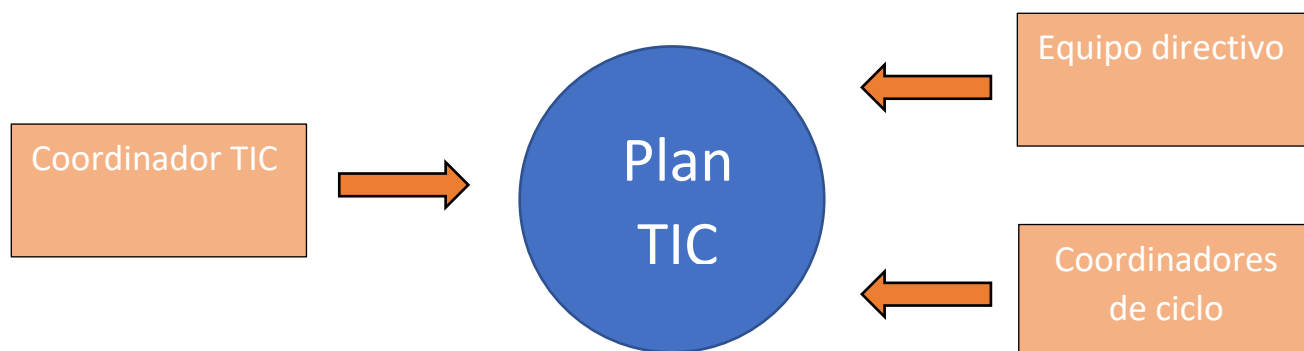 Equipo directivo
Coordinador TIC
Plan
TIC
Coordinadores
de ciclo